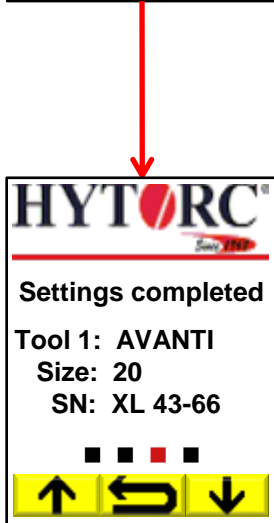 HYTORC®
Since 1968
Settings completed
Tool 1: AVANTI
Size: 20
SN: XL 43-66